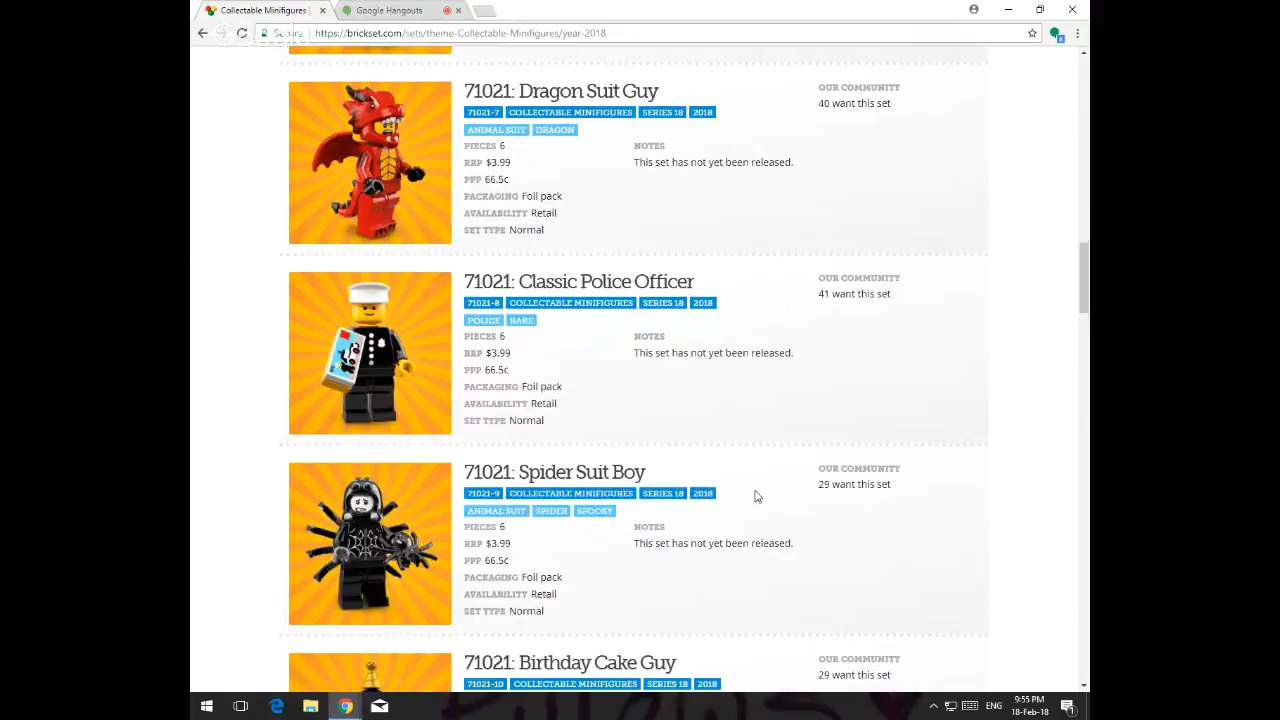 Collectable Minifigures
Google Hangouts
Secure
https://brickset.com/sets/theme-Collectable-Minifigures/year-2018
71021: Dragon Suit Guy
71021-7 COLLECTABLE MINIFIGURES SERIES 18 2018
ANIMAL SUIT DRAGON
PIECES 6
RRP $3.99
PPP 66.5c
PACKAGING Foil pack
AVAILABILITY Retail
SET TYPE Normal
NOTES
This set has not yet been released.
OUR COMMUNITY
40 want this set
71021: Classic Police Officer
71021-8 COLLECTABLE MINIFIGURES SERIES 18 2018
POLICE RARE
PIECES 6
RRP $3.99
PPP 66.5c
PACKAGING Foil pack
AVAILABILITY Retail
SET TYPE Normal
NOTES
This set has not yet been released.
OUR COMMUNITY
41 want this set
71021: Spider Suit Boy
71021-9 COLLECTABLE MINIFIGURES SERIES 18 2018
ANIMAL SUIT SPIDER SPOOKY
PIECES 6
RRP $3.99
PPP 66.5c
PACKAGING Foil pack
AVAILABILITY Retail
SET TYPE Normal
NOTES
This set has not yet been released.
OUR COMMUNITY
29 want this set
71021: Birthday Cake Guy
71021-10 COLLECTABLE MINIFIGURES SERIES 18 2018
OUR COMMUNITY
29 want this set
ENG
9:55 PM
18-Feb-18